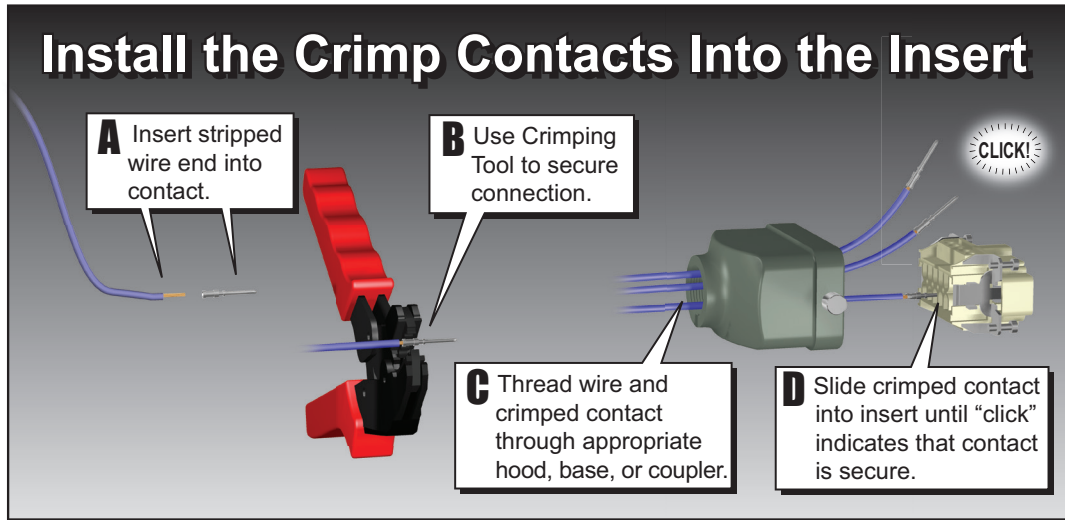 Install the Crimp Contacts Into the Insert
A Insert stripped
wire end into
contact.
B Use Crimping
Tool to secure
connection.
CLICK!
C Thread wire and
crimped contact
through appropriate
hood, base, or coupler.
D Slide crimped contact
into insert until “click”
indicates that contact
is secure.